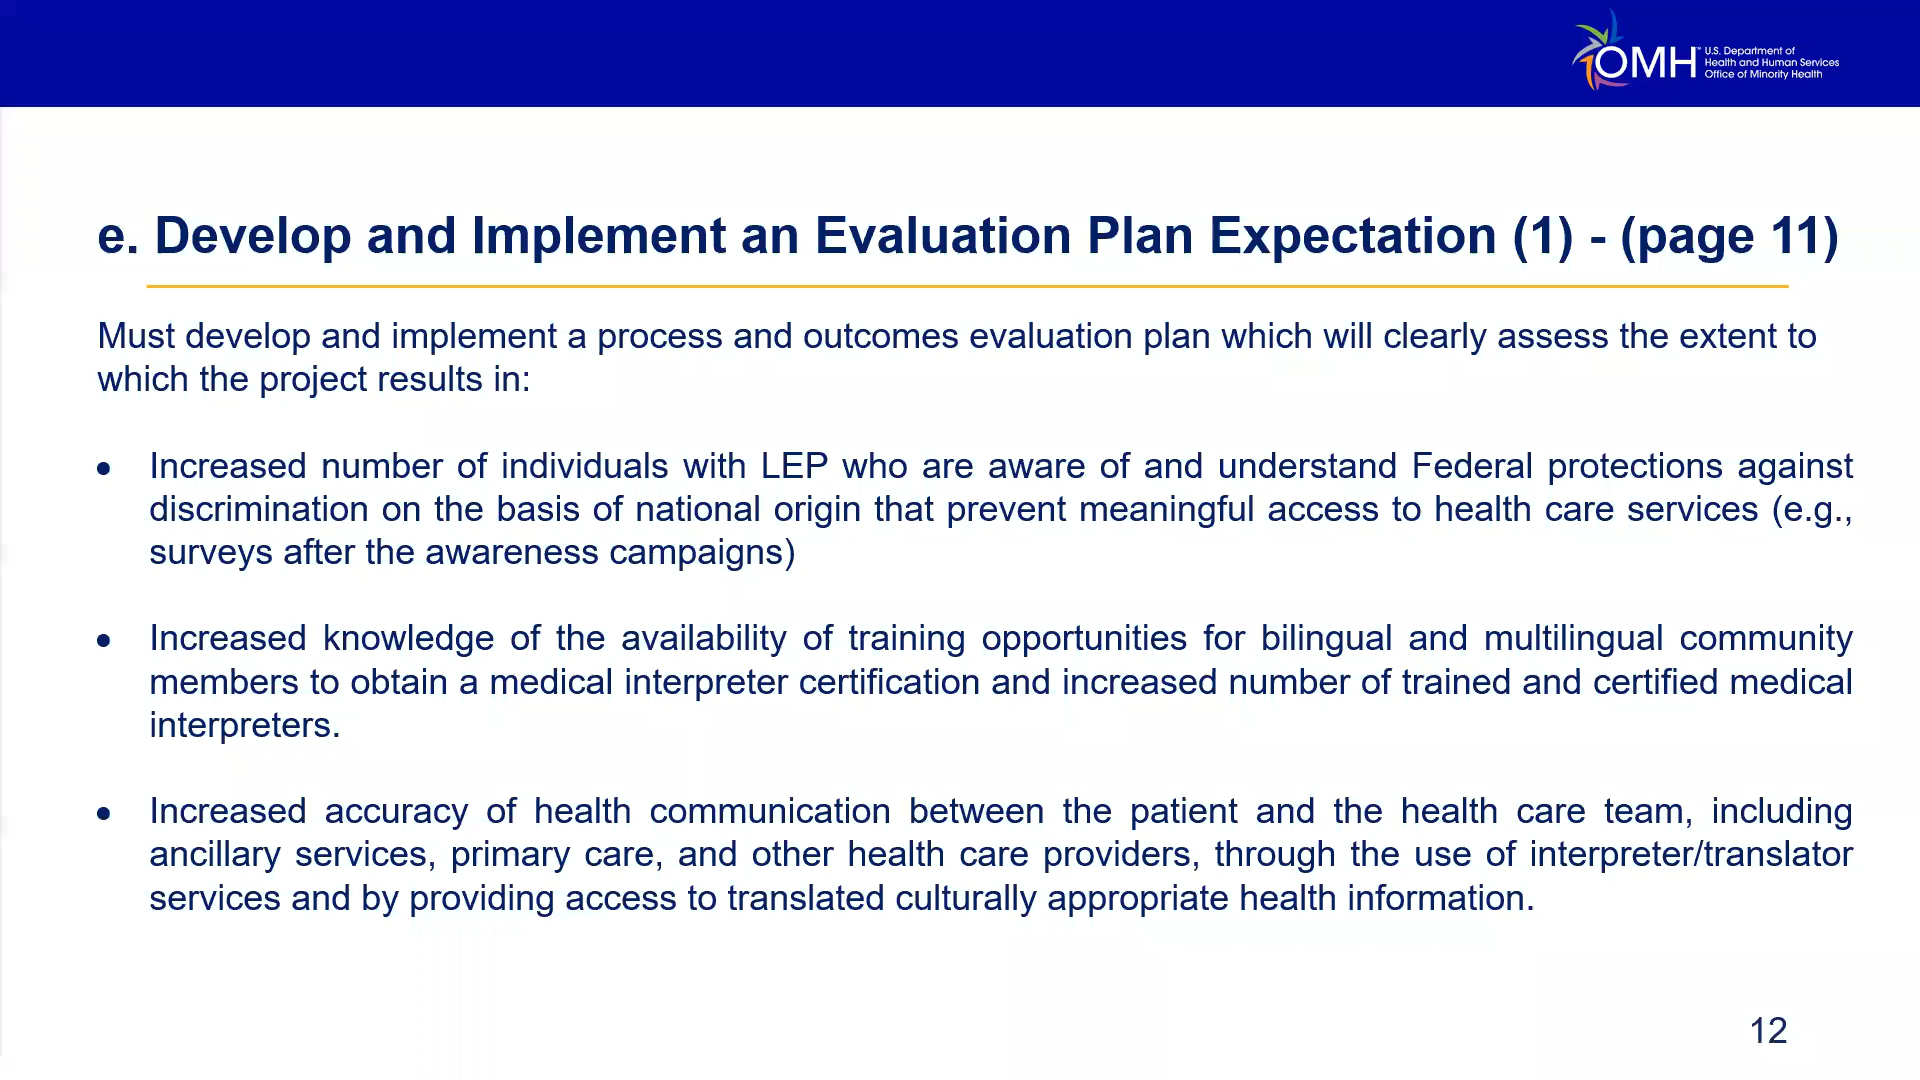 OMH™ U.S. Department of
Health and Human Services
Office of Minority Health
e. Develop and Implement an Evaluation Plan Expectation (1) - (page 11)
Must develop and implement a process and outcomes evaluation plan which will clearly assess the extent to
which the project results in:
• Increased number of individuals with LEP who are aware of and understand Federal protections against
discrimination on the basis of national origin that prevent meaningful access to health care services (e.g.,
surveys after the awareness campaigns)
• Increased knowledge of the availability of training opportunities for bilingual and multilingual community
members to obtain a medical interpreter certification and increased number of trained and certified medical
interpreters.
• Increased accuracy of health communication between the patient and the health care team, including
ancillary services, primary care, and other health care providers, through the use of interpreter/translator
services and by providing access to translated culturally appropriate health information.
12